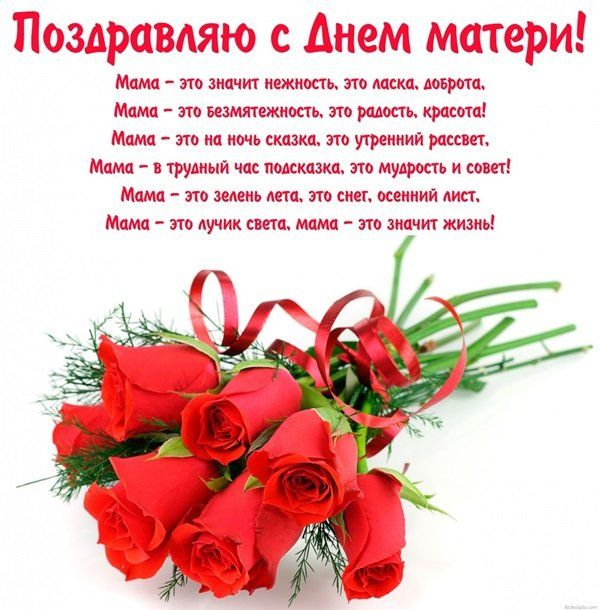 Поздравляю с Днем матери!
Мама – это значит нежность, это ласка, доброта,
Мама – это безмятежность, это радость, красота!
Мама – это на ночь сказка, это утренний рассвет,
Мама – в трудный час подсказка, это мудрость и совет!
Мама – это зелень лета, это снег, осенний лист,
Мама – это лучик света, мама – это значит жизнь!